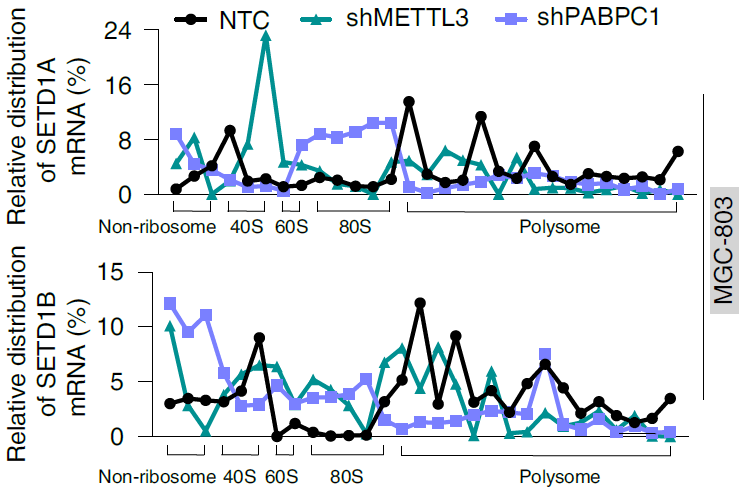 NTC shMETTL3 shPABPC1
Relative distribution
of SETD1A
mRNA (%)
24
16
8
0
Non-ribosome 40S 60S 80S Polysome
Relative distribution
of SETD1B
mRNA (%)
15
10
5
0
Non-ribosome 40S 60S 80S Polysome
MGC-803